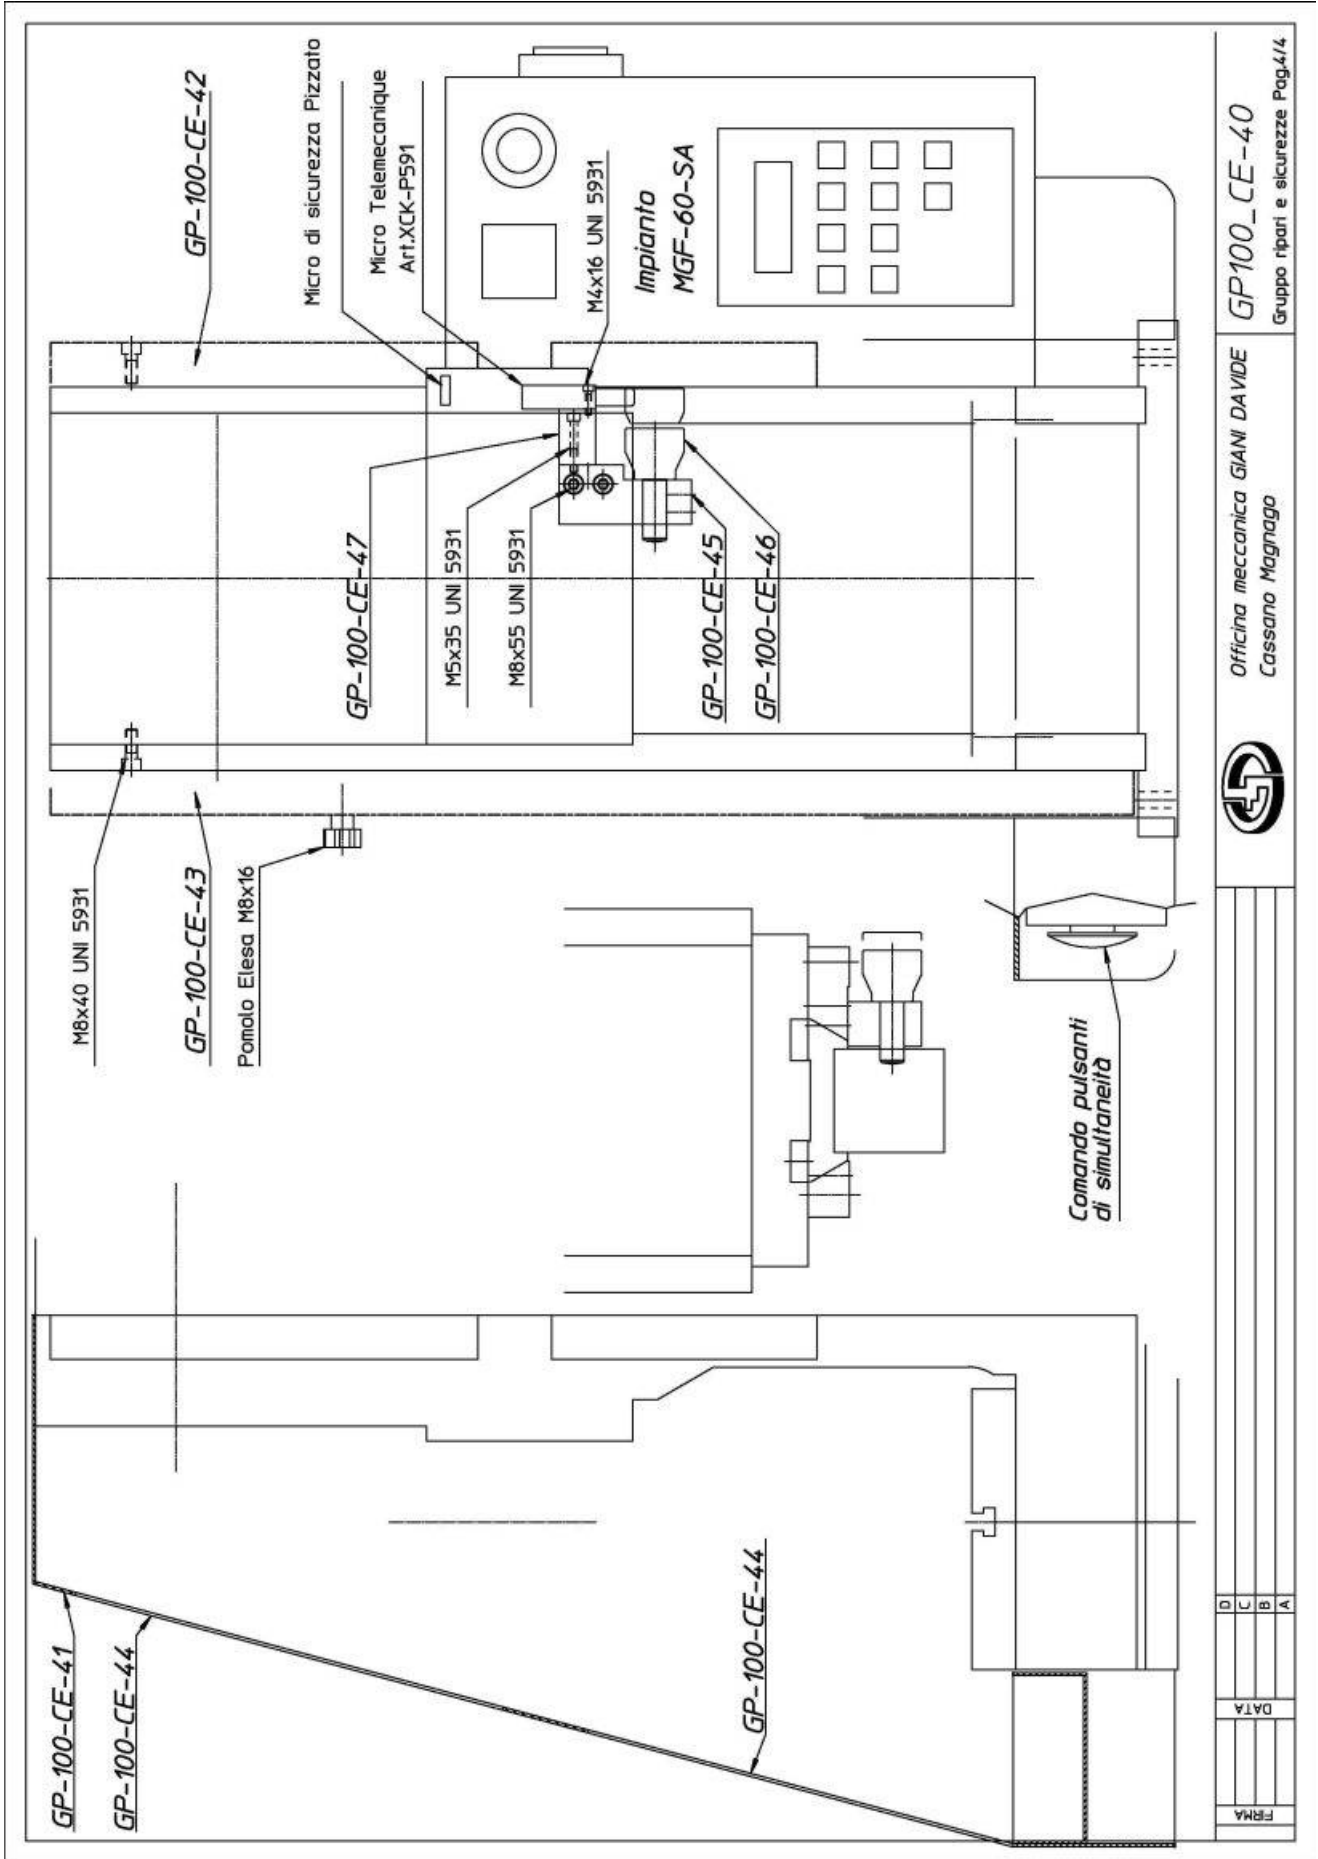 GP-100-CE-41
GP-100-CE-44
GP-100-CE-44
M8x40 UNI 5931
GP-100-CE-43
Pomolo Elesa M8x16
Comando pulsanti
di simultaneità
GP-100-CE-42
Micro di sicurezza Pizzato
Micro Telemecanique
Art.XCK-P591
M4x16 UNI 5931
Impianto
MGF-60-SA
GP-100-CE-47
M5x35 UNI 5931
M8x55 UNI 5931
GP-100-CE-45
GP-100-CE-46
FIRMA
DATA
D
C
B
A
Officina meccanica GIANI DAVIDE
Cassano Magnago
GP100_CE-40
Gruppo ripari e sicurezze Pag.4/4